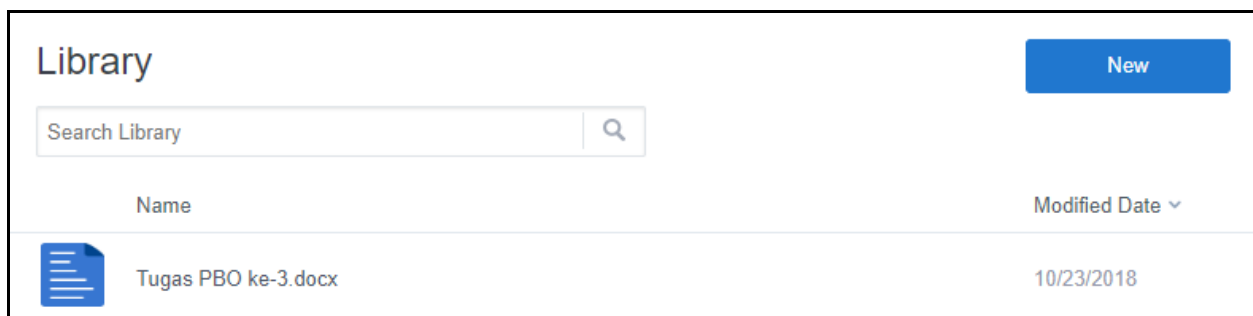 Library
New
Search Library
Name
Modified Date
Tugas PBO ke-3.docx
10/23/2018